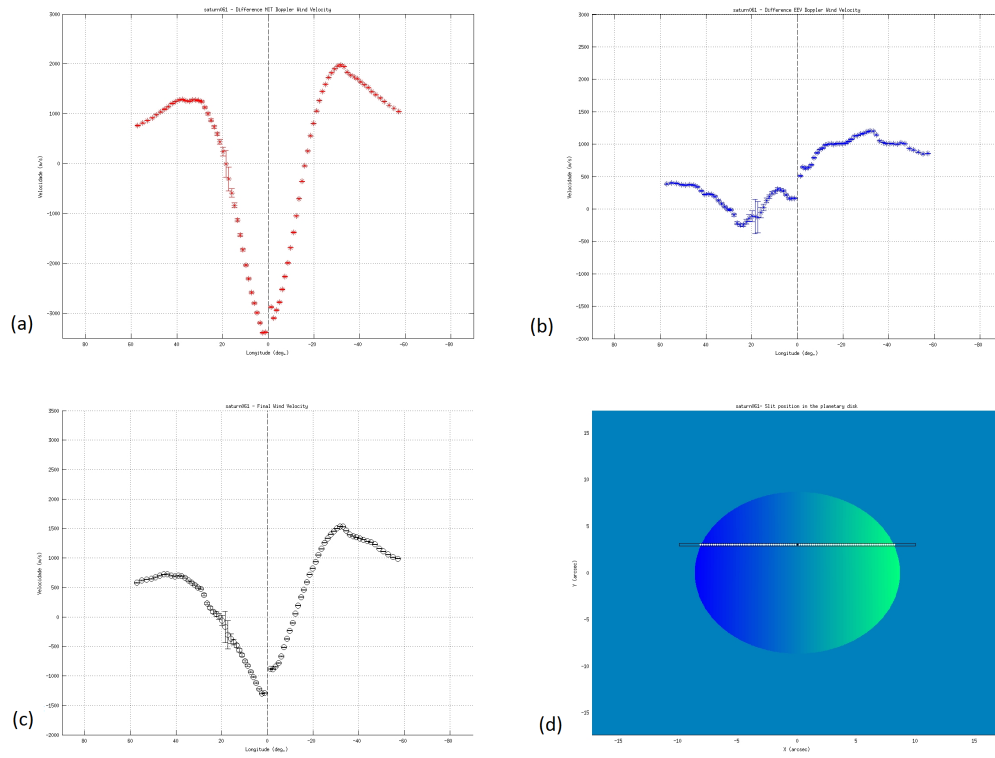 saturn061 - Difference MIT Doppler Wind Velocity
3000
2000
1000
0
-1000
-2000
-3000
Velocidade (m/s)
80 60 40 20 0 -20 -40 -60 -80
Longitude (deg.)
(a)
saturn061 - Difference EEV Doppler Wind Velocity
3000
2500
2000
1500
1000
500
0
-500
-1000
-1500
-2000
Velocidade (m/s)
80 60 40 20 0 -20 -40 -60 -80
Longitude (deg.)
(b)
saturn061 - Final Wind Velocity
3500
3000
2500
2000
1500
1000
500
0
-500
-1000
-1500
-2000
Velocidade (m/s)
80 60 40 20 0 -20 -40 -60 -80
Longitude (deg.)
(c)
saturn061- Slit position in the planetary disk
15
10
5
0
-5
-10
-15
Y (arcsec)
-15 -10 -5 0 5 10 15
X (arcsec)
(d)